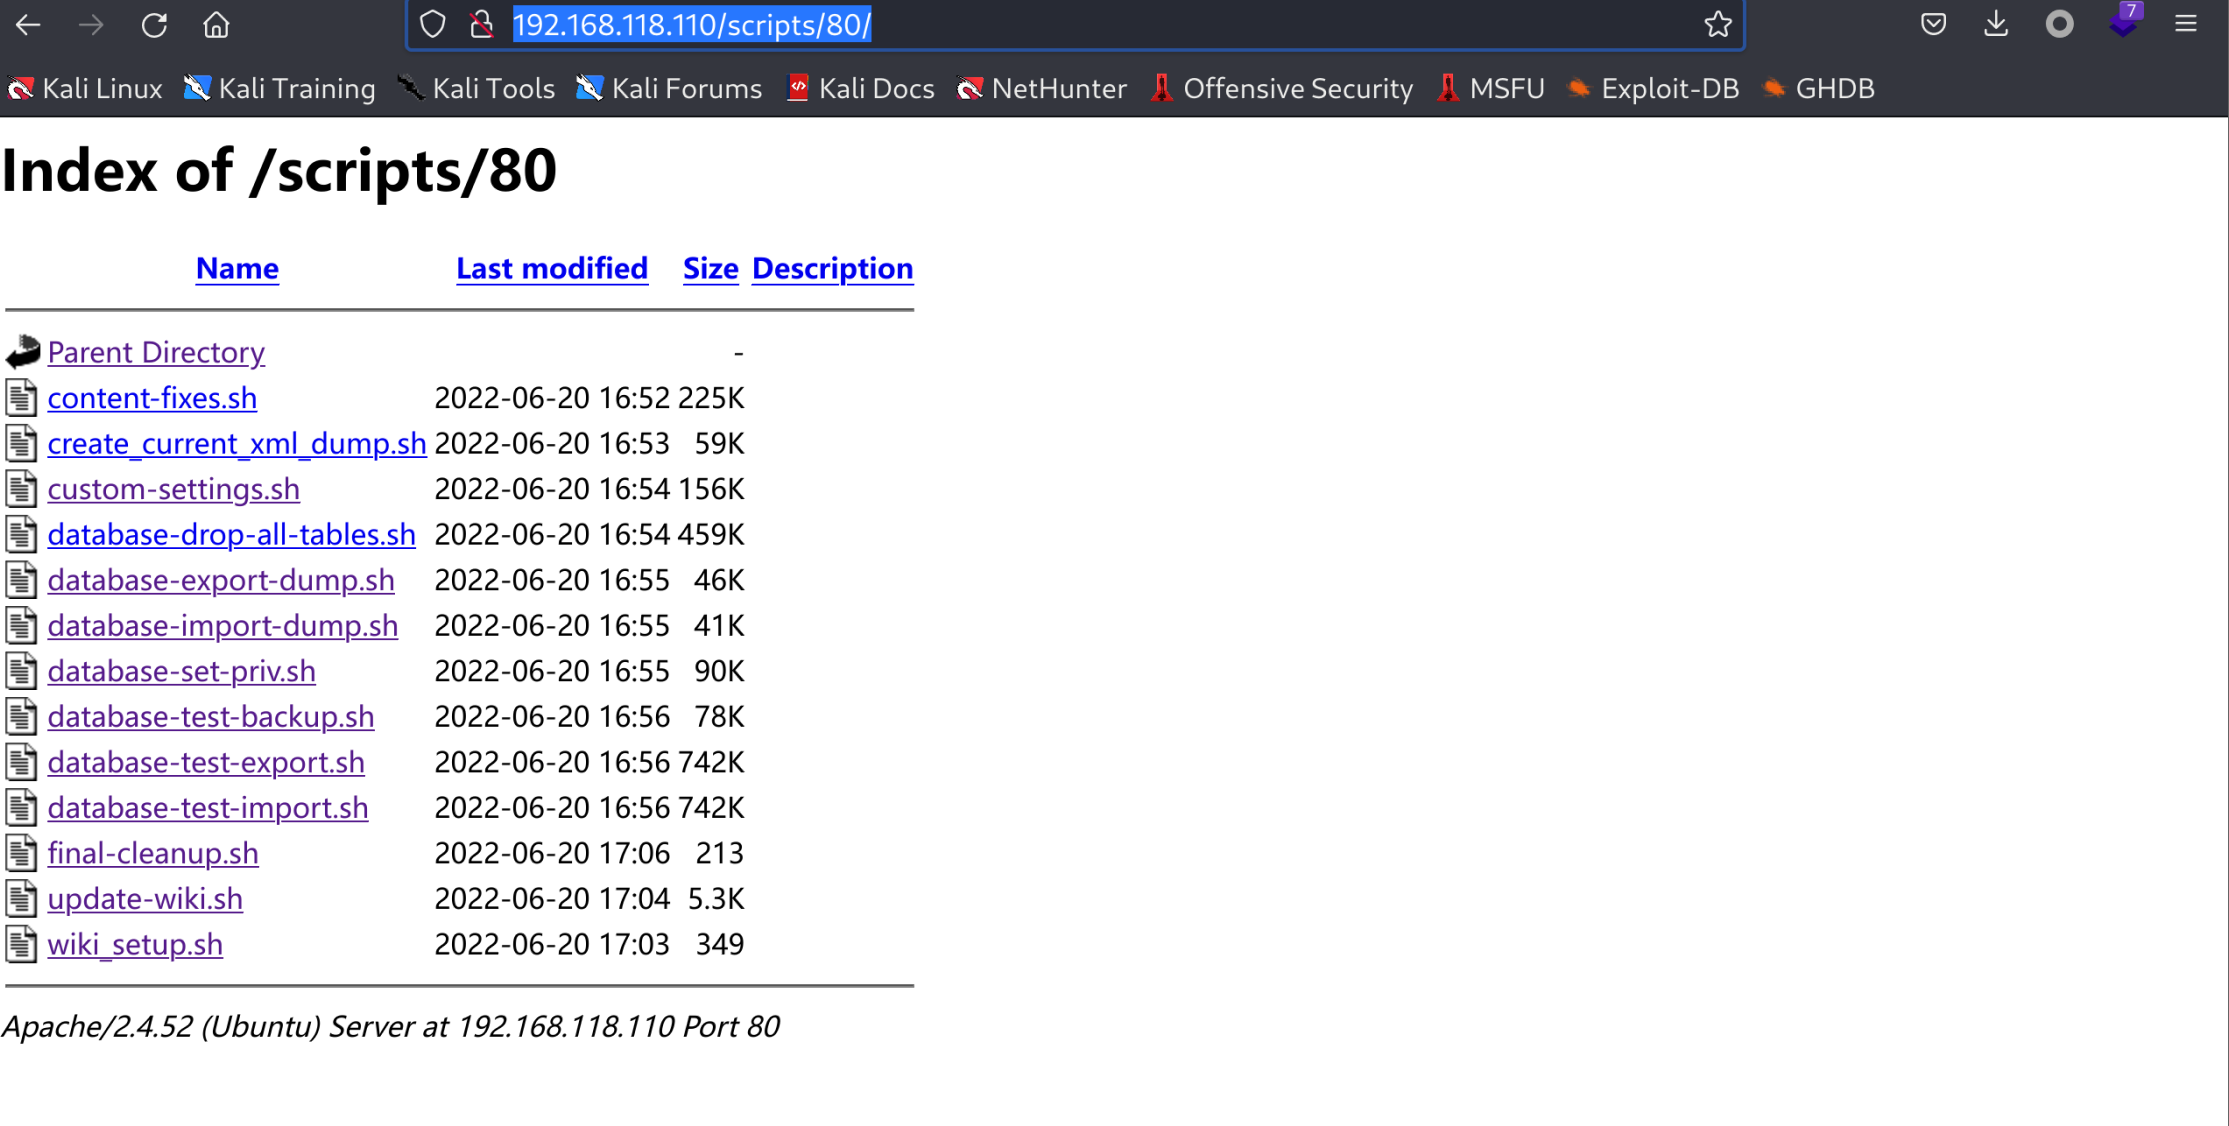 192.168.118.110/scripts/80/
7
Kali Linux Kali Training Kali Tools Kali Forums Kali Docs NetHunter Offensive Security MSFU Exploit-DB GHDB
Index of /scripts/80
Name Last modified Size Description
Parent Directory -
content-fixes.sh 2022-06-20 16:52 225K
create_current_xml_dump.sh 2022-06-20 16:53 59K
custom-settings.sh 2022-06-20 16:54 156K
database-drop-all-tables.sh 2022-06-20 16:54 459K
database-export-dump.sh 2022-06-20 16:55 46K
database-import-dump.sh 2022-06-20 16:55 41K
database-set-priv.sh 2022-06-20 16:55 90K
database-test-backup.sh 2022-06-20 16:56 78K
database-test-export.sh 2022-06-20 16:56 742K
database-test-import.sh 2022-06-20 16:56 742K
final-cleanup.sh 2022-06-20 17:06 213
update-wiki.sh 2022-06-20 17:04 5.3K
wiki_setup.sh 2022-06-20 17:03 349
Apache/2.4.52 (Ubuntu) Server at 192.168.118.110 Port 80